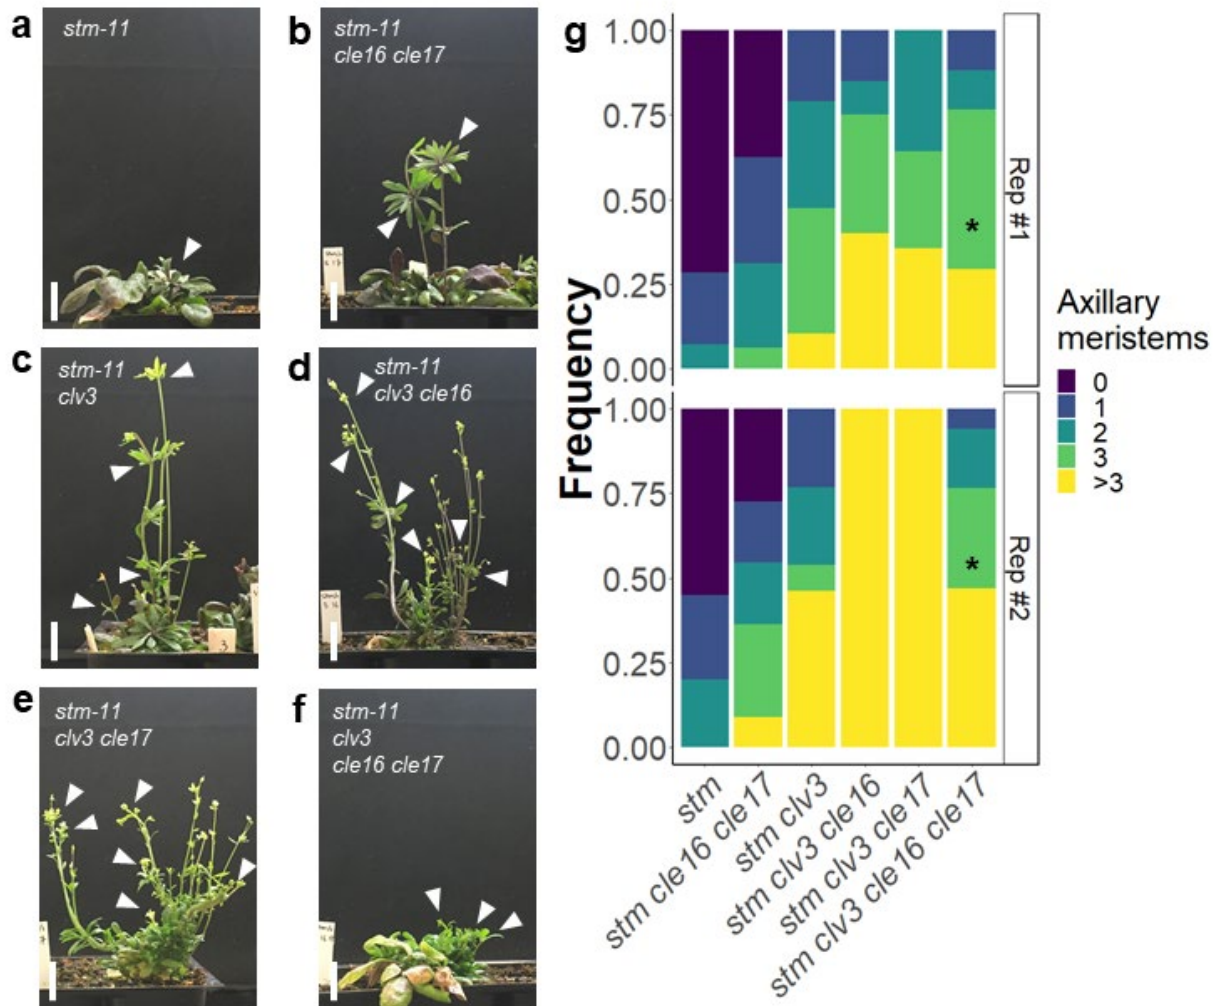 a
stm-11
b
stm-11
cle16 cle17
c
stm-11
clv3
d
stm-11
clv3 cle16
3
e
stm-11
clv3 cle17
f
stm-11
clv3
cle16 cle17
g
Frequency
1.00
0.75
0.50
0.25
0.00
*
Rep #1
1.00
0.75
0.50
0.25
0.00
*
Rep #2
stm
stm cle16 cle17
stm clv3
stm clv3 cle16
stm clv3 cle17
stm clv3 cle16 cle17
Axillary
meristems
0
1
2
3
>3